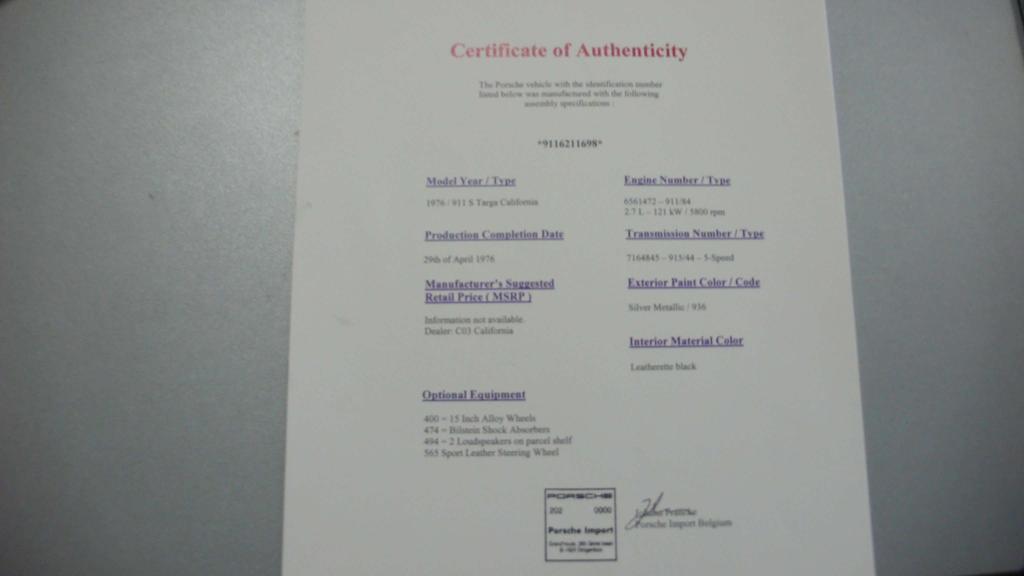 Certificate of Authenticity
The Porsche vehicle with the identification number
listed below was manufactured with the following
assembly specifications :
*9116211698*
Model Year / Type
1976 / 911 S Targa California
Production Completion Date
29th of April 1976
Manufacturer's Suggested
Retail Price ( MSRP )
Information not available.
Dealer: C03 California
Engine Number / Type
6561472 – 911/84
2.7 L – 121 kW / 5800 rpm
Transmission Number / Type
7164845 – 915/44 – 5-Speed
Exterior Paint Color / Code
Silver Metallic / 936
Interior Material Color
Leatherette black
Optional Equipment
400 = 15 Inch Alloy Wheels
474 = Bilstein Shock Absorbers
494 = 2 Loudspeakers on parcel shelf
565 Sport Leather Steering Wheel
PORSCHE
202 0000
Porsche Import
Porsche Import Belgium